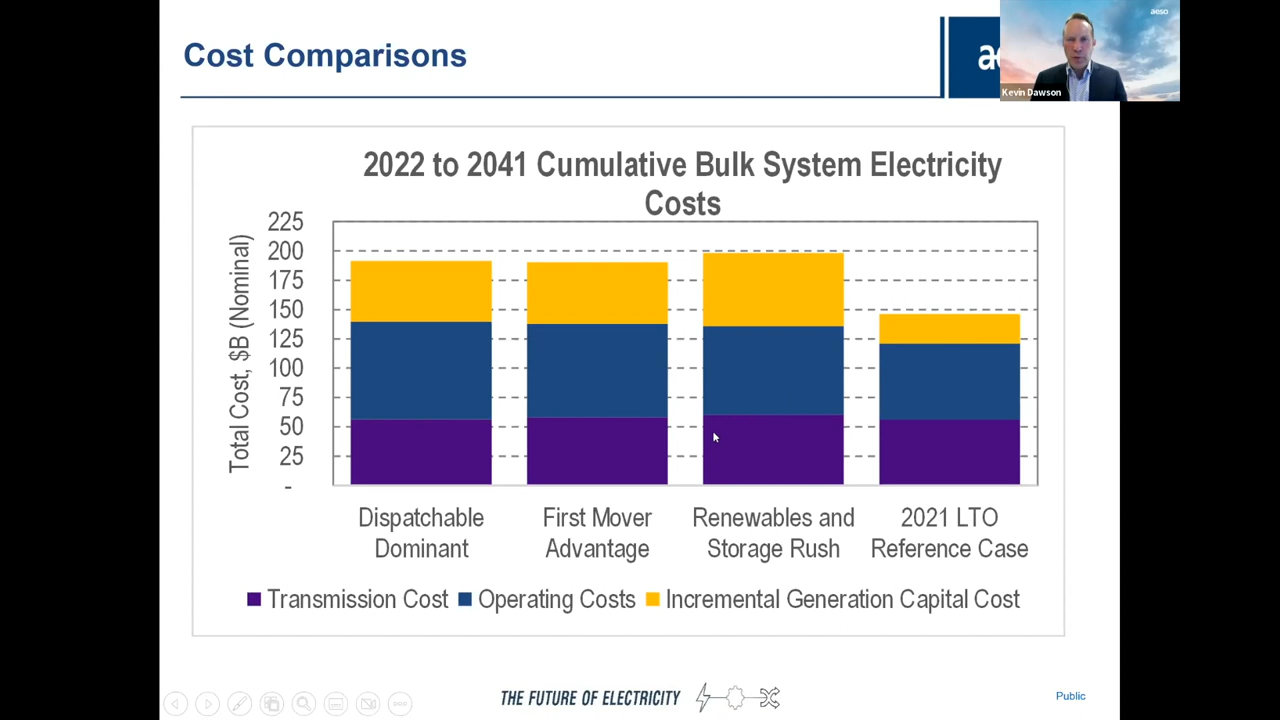 Cost Comparisons
aeso
Kevin Dawson
2022 to 2041 Cumulative Bulk System Electricity
Costs
Total Cost, $B (Nominal)
225
200
175
150
125
100
75
50
25
-
Dispatchable
Dominant
First Mover
Advantage
Renewables and
Storage Rush
2021 LTO
Reference Case
Transmission Cost
Operating Costs
Incremental Generation Capital Cost
THE FUTURE OF ELECTRICITY
Public